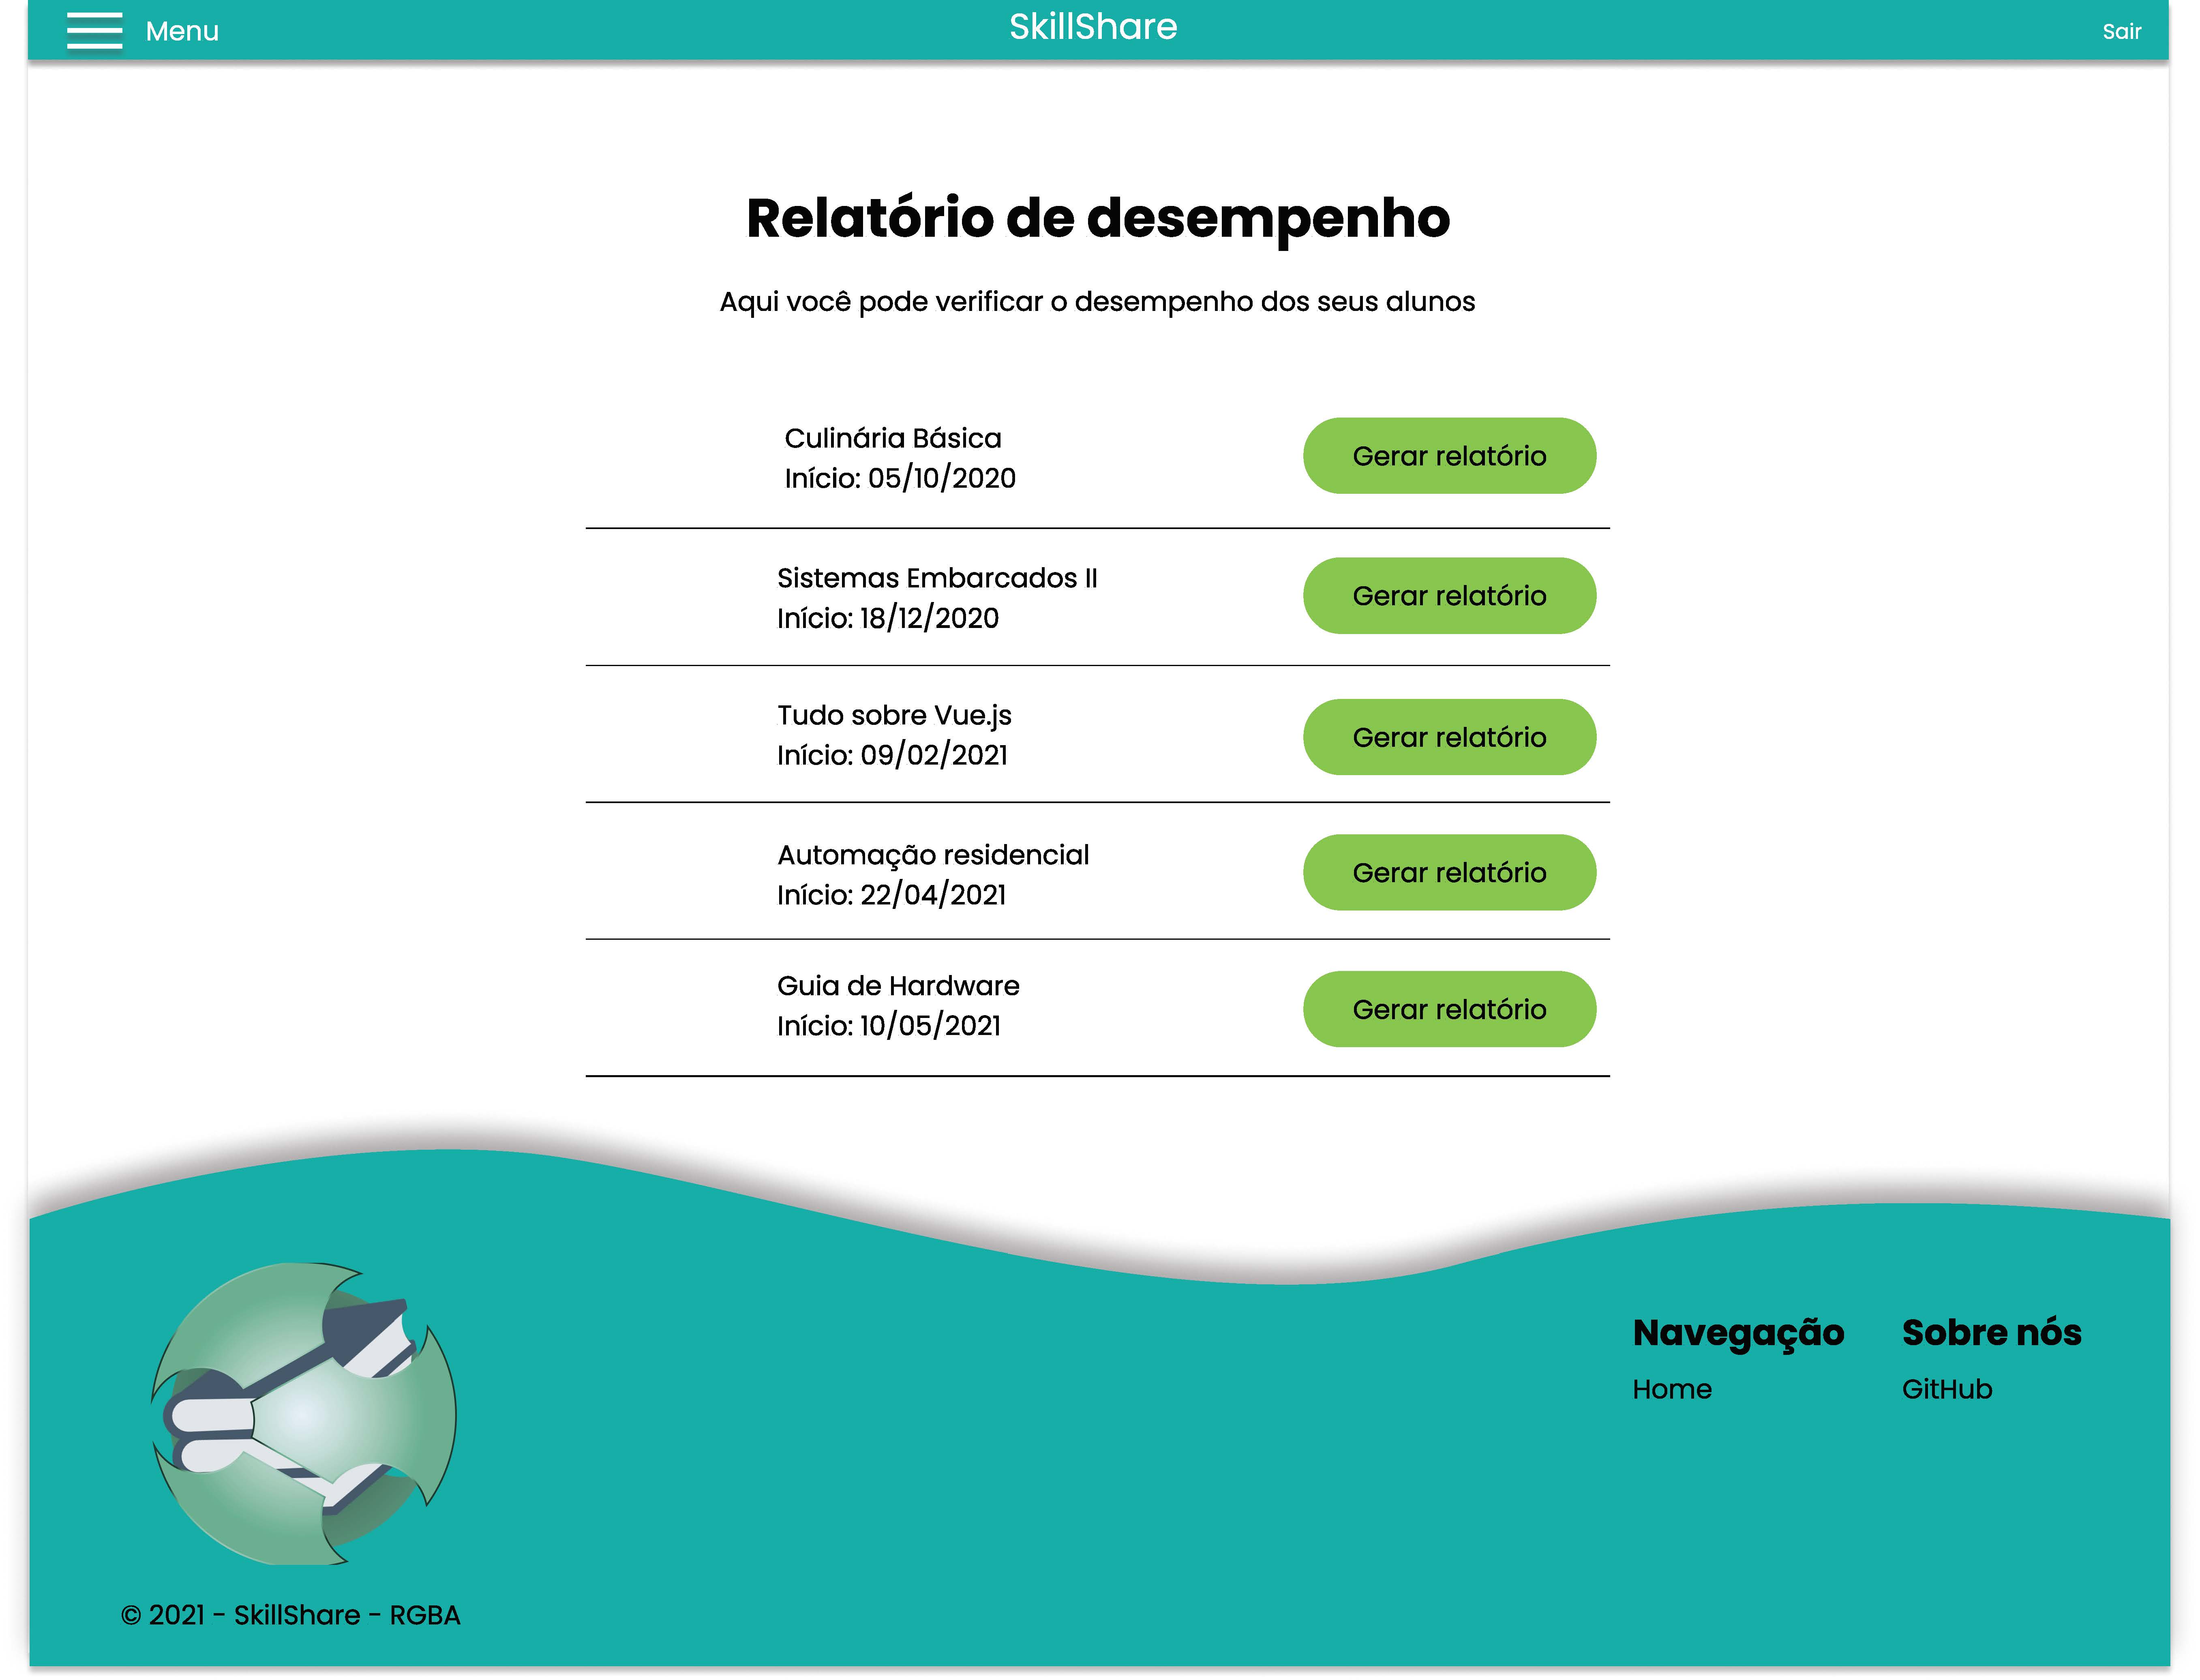 Menu
SkillShare
Sair
Relatório de desempenho
Aqui você pode verificar o desempenho dos seus alunos
Culinária Básica
Início: 05/10/2020
Gerar relatório
Sistemas Embarcados II
Início: 18/12/2020
Gerar relatório
Tudo sobre Vue.js
Início: 09/02/2021
Gerar relatório
Automação residencial
Início: 22/04/2021
Gerar relatório
Guia de Hardware
Início: 10/05/2021
Gerar relatório
Navegação
Home
Sobre nós
GitHub
© 2021 - SkillShare - RGBA